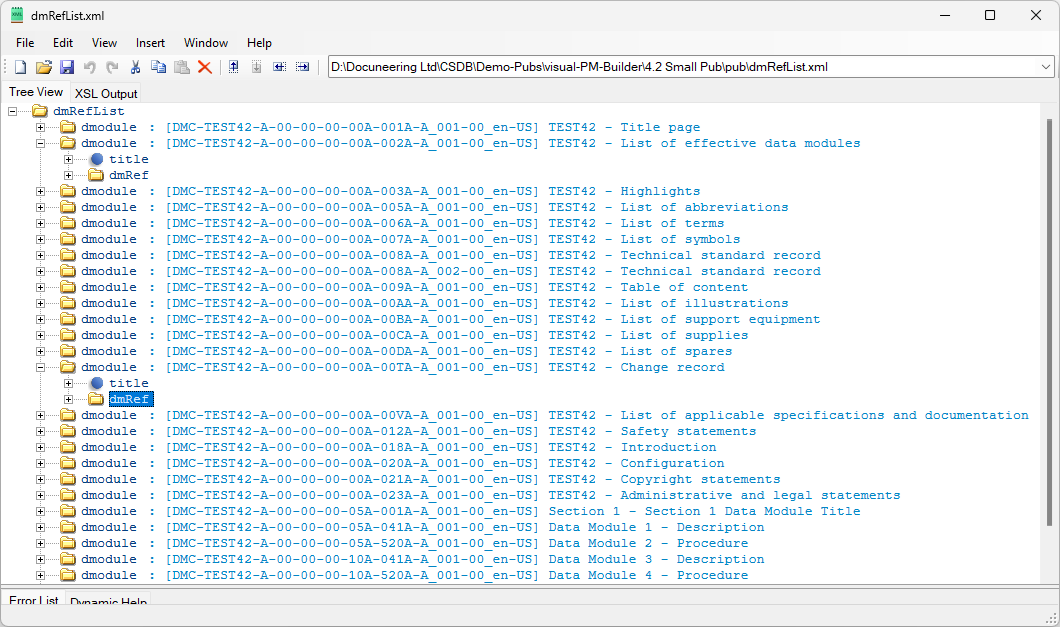 dmRefList.xml
File Edit View Insert Window Help
D:\Docuneering Ltd\CSDB\Demo-Pubs\visual-PM-Builder\4.2 Small Pub\pub\dmRefList.xml
Tree View XSL Output
dmRefList
dmodule : [DMC-TEST42-A-00-00-00-00A-001A-A_001-00_en-US] TEST42 - Title page
dmodule : [DMC-TEST42-A-00-00-00-00A-002A-A_001-00_en-US] TEST42 - List of effective data modules
title
dmRef
dmodule : [DMC-TEST42-A-00-00-00-00A-003A-A_001-00_en-US] TEST42 - Highlights
dmodule : [DMC-TEST42-A-00-00-00-00A-005A-A_001-00_en-US] TEST42 - List of abbreviations
dmodule : [DMC-TEST42-A-00-00-00-00A-006A-A_001-00_en-US] TEST42 - List of terms
dmodule : [DMC-TEST42-A-00-00-00-00A-007A-A_001-00_en-US] TEST42 - List of symbols
dmodule : [DMC-TEST42-A-00-00-00-00A-008A-A_001-00_en-US] TEST42 - Technical standard record
dmodule : [DMC-TEST42-A-00-00-00-00A-008A-A_002-00_en-US] TEST42 - Technical standard record
dmodule : [DMC-TEST42-A-00-00-00-00A-009A-A_001-00_en-US] TEST42 - Table of content
dmodule : [DMC-TEST42-A-00-00-00-00A-00AA-A_001-00_en-US] TEST42 - List of illustrations
dmodule : [DMC-TEST42-A-00-00-00-00A-00BA-A_001-00_en-US] TEST42 - List of support equipment
dmodule : [DMC-TEST42-A-00-00-00-00A-00CA-A_001-00_en-US] TEST42 - List of supplies
dmodule : [DMC-TEST42-A-00-00-00-00A-00DA-A_001-00_en-US] TEST42 - List of spares
dmodule : [DMC-TEST42-A-00-00-00-00A-00TA-A_001-00_en-US] TEST42 - Change record
title
dmRef
dmodule : [DMC-TEST42-A-00-00-00-00A-00VA-A_001-00_en-US] TEST42 - List of applicable specifications and documentation
dmodule : [DMC-TEST42-A-00-00-00-00A-012A-A_001-00_en-US] TEST42 - Safety statements
dmodule : [DMC-TEST42-A-00-00-00-00A-018A-A_001-00_en-US] TEST42 - Introduction
dmodule : [DMC-TEST42-A-00-00-00-00A-020A-A_001-00_en-US] TEST42 - Configuration
dmodule : [DMC-TEST42-A-00-00-00-00A-021A-A_001-00_en-US] TEST42 - Copyright statements
dmodule : [DMC-TEST42-A-00-00-00-00A-023A-A_001-00_en-US] TEST42 - Administrative and legal statements
dmodule : [DMC-TEST42-A-00-00-00-05A-001A-A_001-00_en-US] Section 1 - Section 1 Data Module Title
dmodule : [DMC-TEST42-A-00-00-00-05A-041A-A_001-00_en-US] Data Module 1 - Description
dmodule : [DMC-TEST42-A-00-00-00-05A-520A-A_001-00_en-US] Data Module 2 - Procedure
dmodule : [DMC-TEST42-A-00-00-00-10A-041A-A_001-00_en-US] Data Module 3 - Description
dmodule : [DMC-TEST42-A-00-00-00-10A-520A-A_001-00_en-US] Data Module 4 - Procedure
Error List Dynamic Help